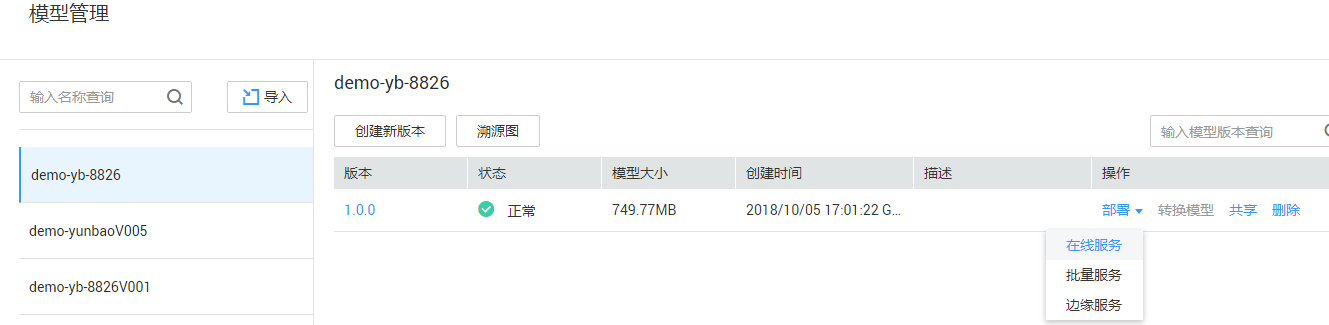 模型管理
输入名称查询
导入
demo-yb-8826
demo-yunbaoV005
demo-yb-8826V001
demo-yb-8826
创建新版本 溯源图 输入模型版本查询
版本 状态 模型大小 创建时间 描述 操作
1.0.0 正常 749.77MB 2018/10/05 17:01:22 G... 部署 转换模型 共享 删除
在线服务
批量服务
边缘服务